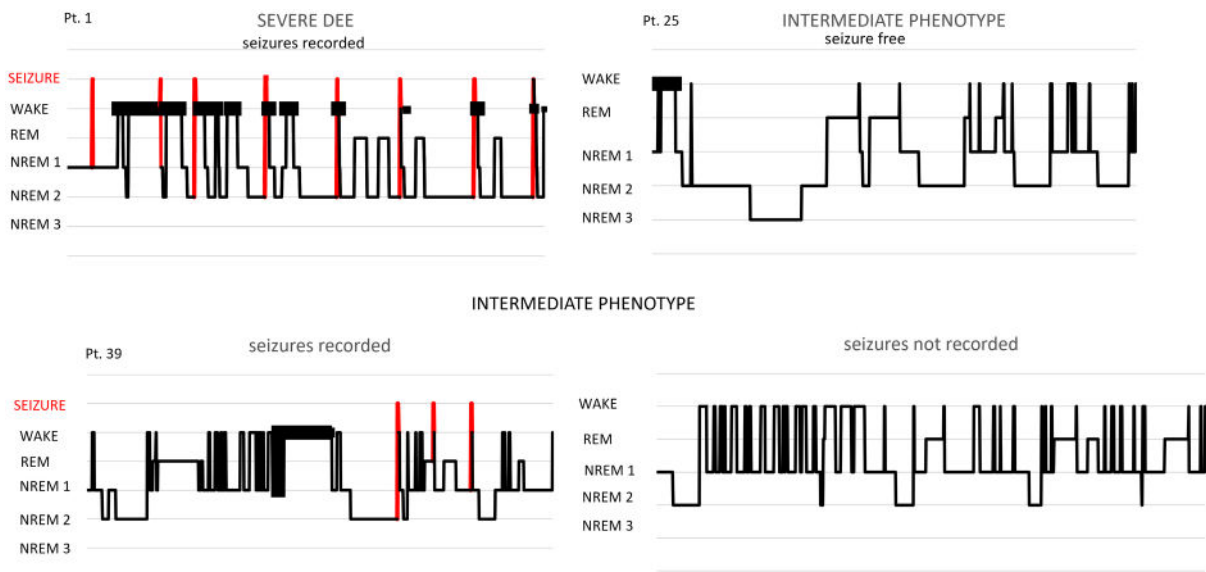 Pt. 1
SEVERE DEE
seizures recorded
SEIZURE
WAKE
REM
NREM 1
NREM 2
NREM 3
Pt. 25
INTERMEDIATE PHENOTYPE
seizure free
WAKE
REM
NREM 1
NREM 2
NREM 3
INTERMEDIATE PHENOTYPE
Pt. 39
seizures recorded
SEIZURE
WAKE
REM
NREM 1
NREM 2
NREM 3
seizures not recorded
WAKE
REM
NREM 1
NREM 2
NREM 3